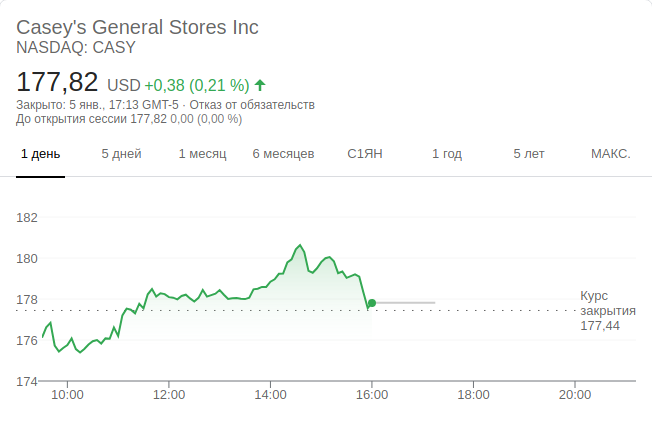 Casey's General Stores Inc
NASDAQ: CASY
177,82 USD +0,38 (0,21 %)
Закрыто: 5 янв., 17:13 GMT-5 · Отказ от обязательств
До открытия сессии 177,82 0,00 (0,00 %)
1 день 5 дней 1 месяц 6 месяцев С1ЯН 1 год 5 лет МАКС.
182
180
178
176
174
Курс
закрытия
177,44
10:00 12:00 14:00 16:00 18:00 20:00